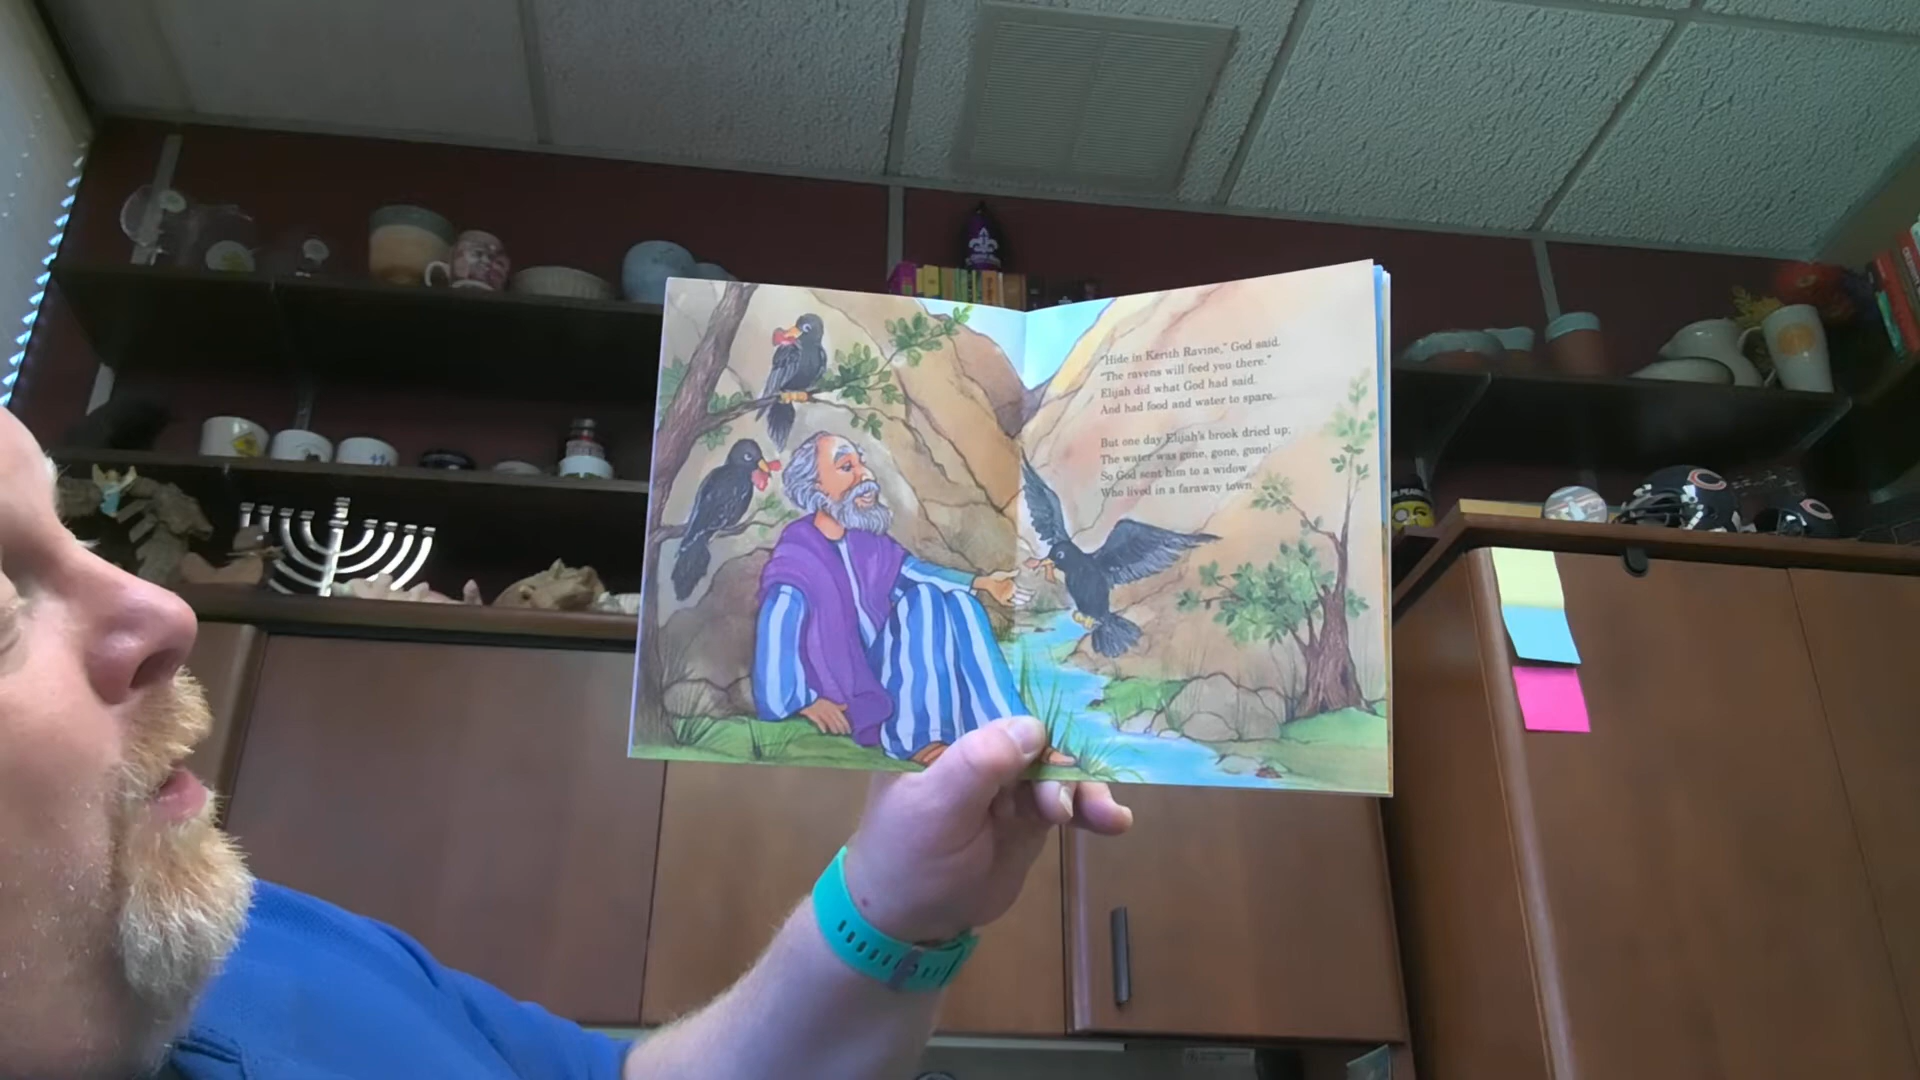 "Hide in Kerith Ravine," God said.
"The ravens will feed you there."
Elijah did what God had said.
And had food and water to spare.
But one day Elijah's brook dried up;
The water was gone, gone, gone!
So God sent him to a widow
Who lived in a faraway town.